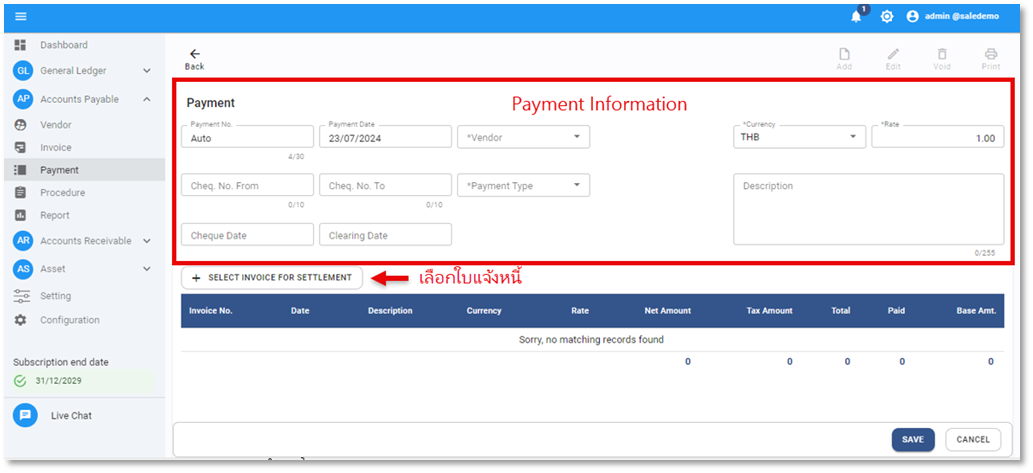 1
admin @saledemo
Dashboard
GL General Ledger
AP Accounts Payable
Vendor
Invoice
Payment
Procedure
Report
AR Accounts Receivable
AS Asset
Setting
Configuration
Subscription end date
31/12/2029
Live Chat
Back
Add Edit Void Print
Payment
Payment Information
Payment No. Payment Date *Currency *Rate
Auto 23/07/2024 *Vendor THB 1.00
4/30
Cheq. No. From Cheq. No. To *Payment Type Description
0/10 0/10
Cheque Date Clearing Date
0/255
+ SELECT INVOICE FOR SETTLEMENT เลือกใบแจ้งหนี้
Invoice No. Date Description Currency Rate Net Amount Tax Amount Total Paid Base Amt.
Sorry, no matching records found
0 0 0 0 0
SAVE CANCEL